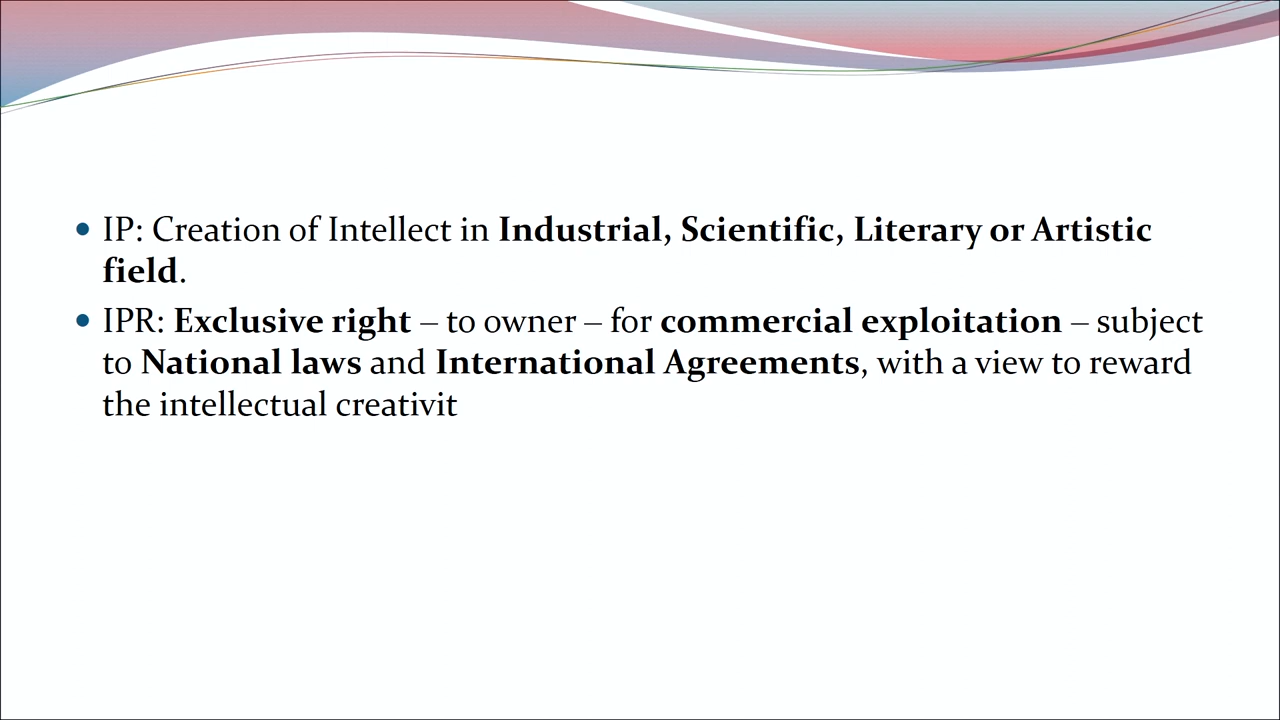 IP: Creation of Intellect in Industrial, Scientific, Literary or Artistic
field.
IPR: Exclusive right – to owner – for commercial exploitation – subject
to National laws and International Agreements, with a view to reward
the intellectual creativit